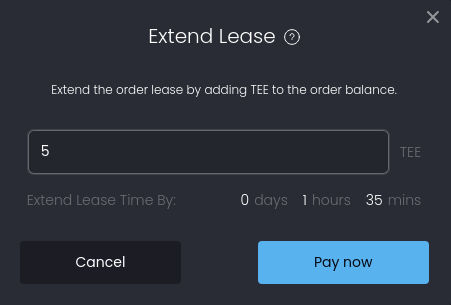 Extend Lease ?
Extend the order lease by adding TEE to the order balance.
5 TEE
Extend Lease Time By: 0 days 1 hours 35 mins
Cancel Pay now